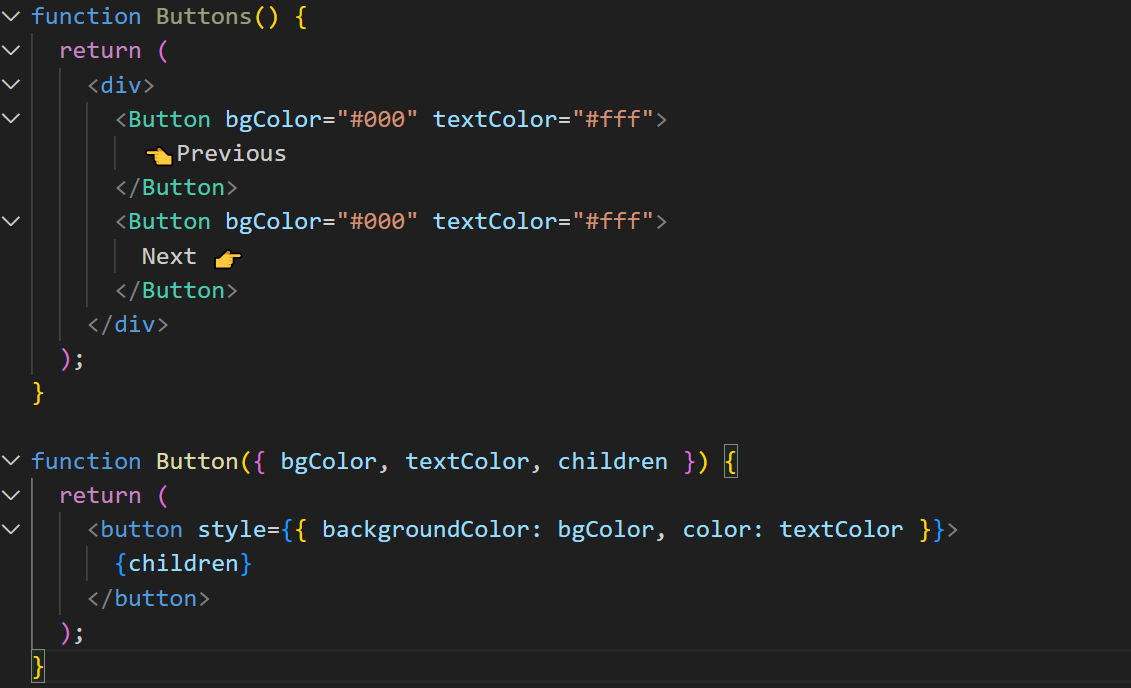 function Buttons() {
  return (
    <div>
      <Button bgColor="#000" textColor="#fff">
        👈Previous
      </Button>
      <Button bgColor="#000" textColor="#fff">
        Next 👉
      </Button>
    </div>
  );
}

function Button({ bgColor, textColor, children }) {
  return (
    <button style={{ backgroundColor: bgColor, color: textColor }}>
      {children}
    </button>
  );
}